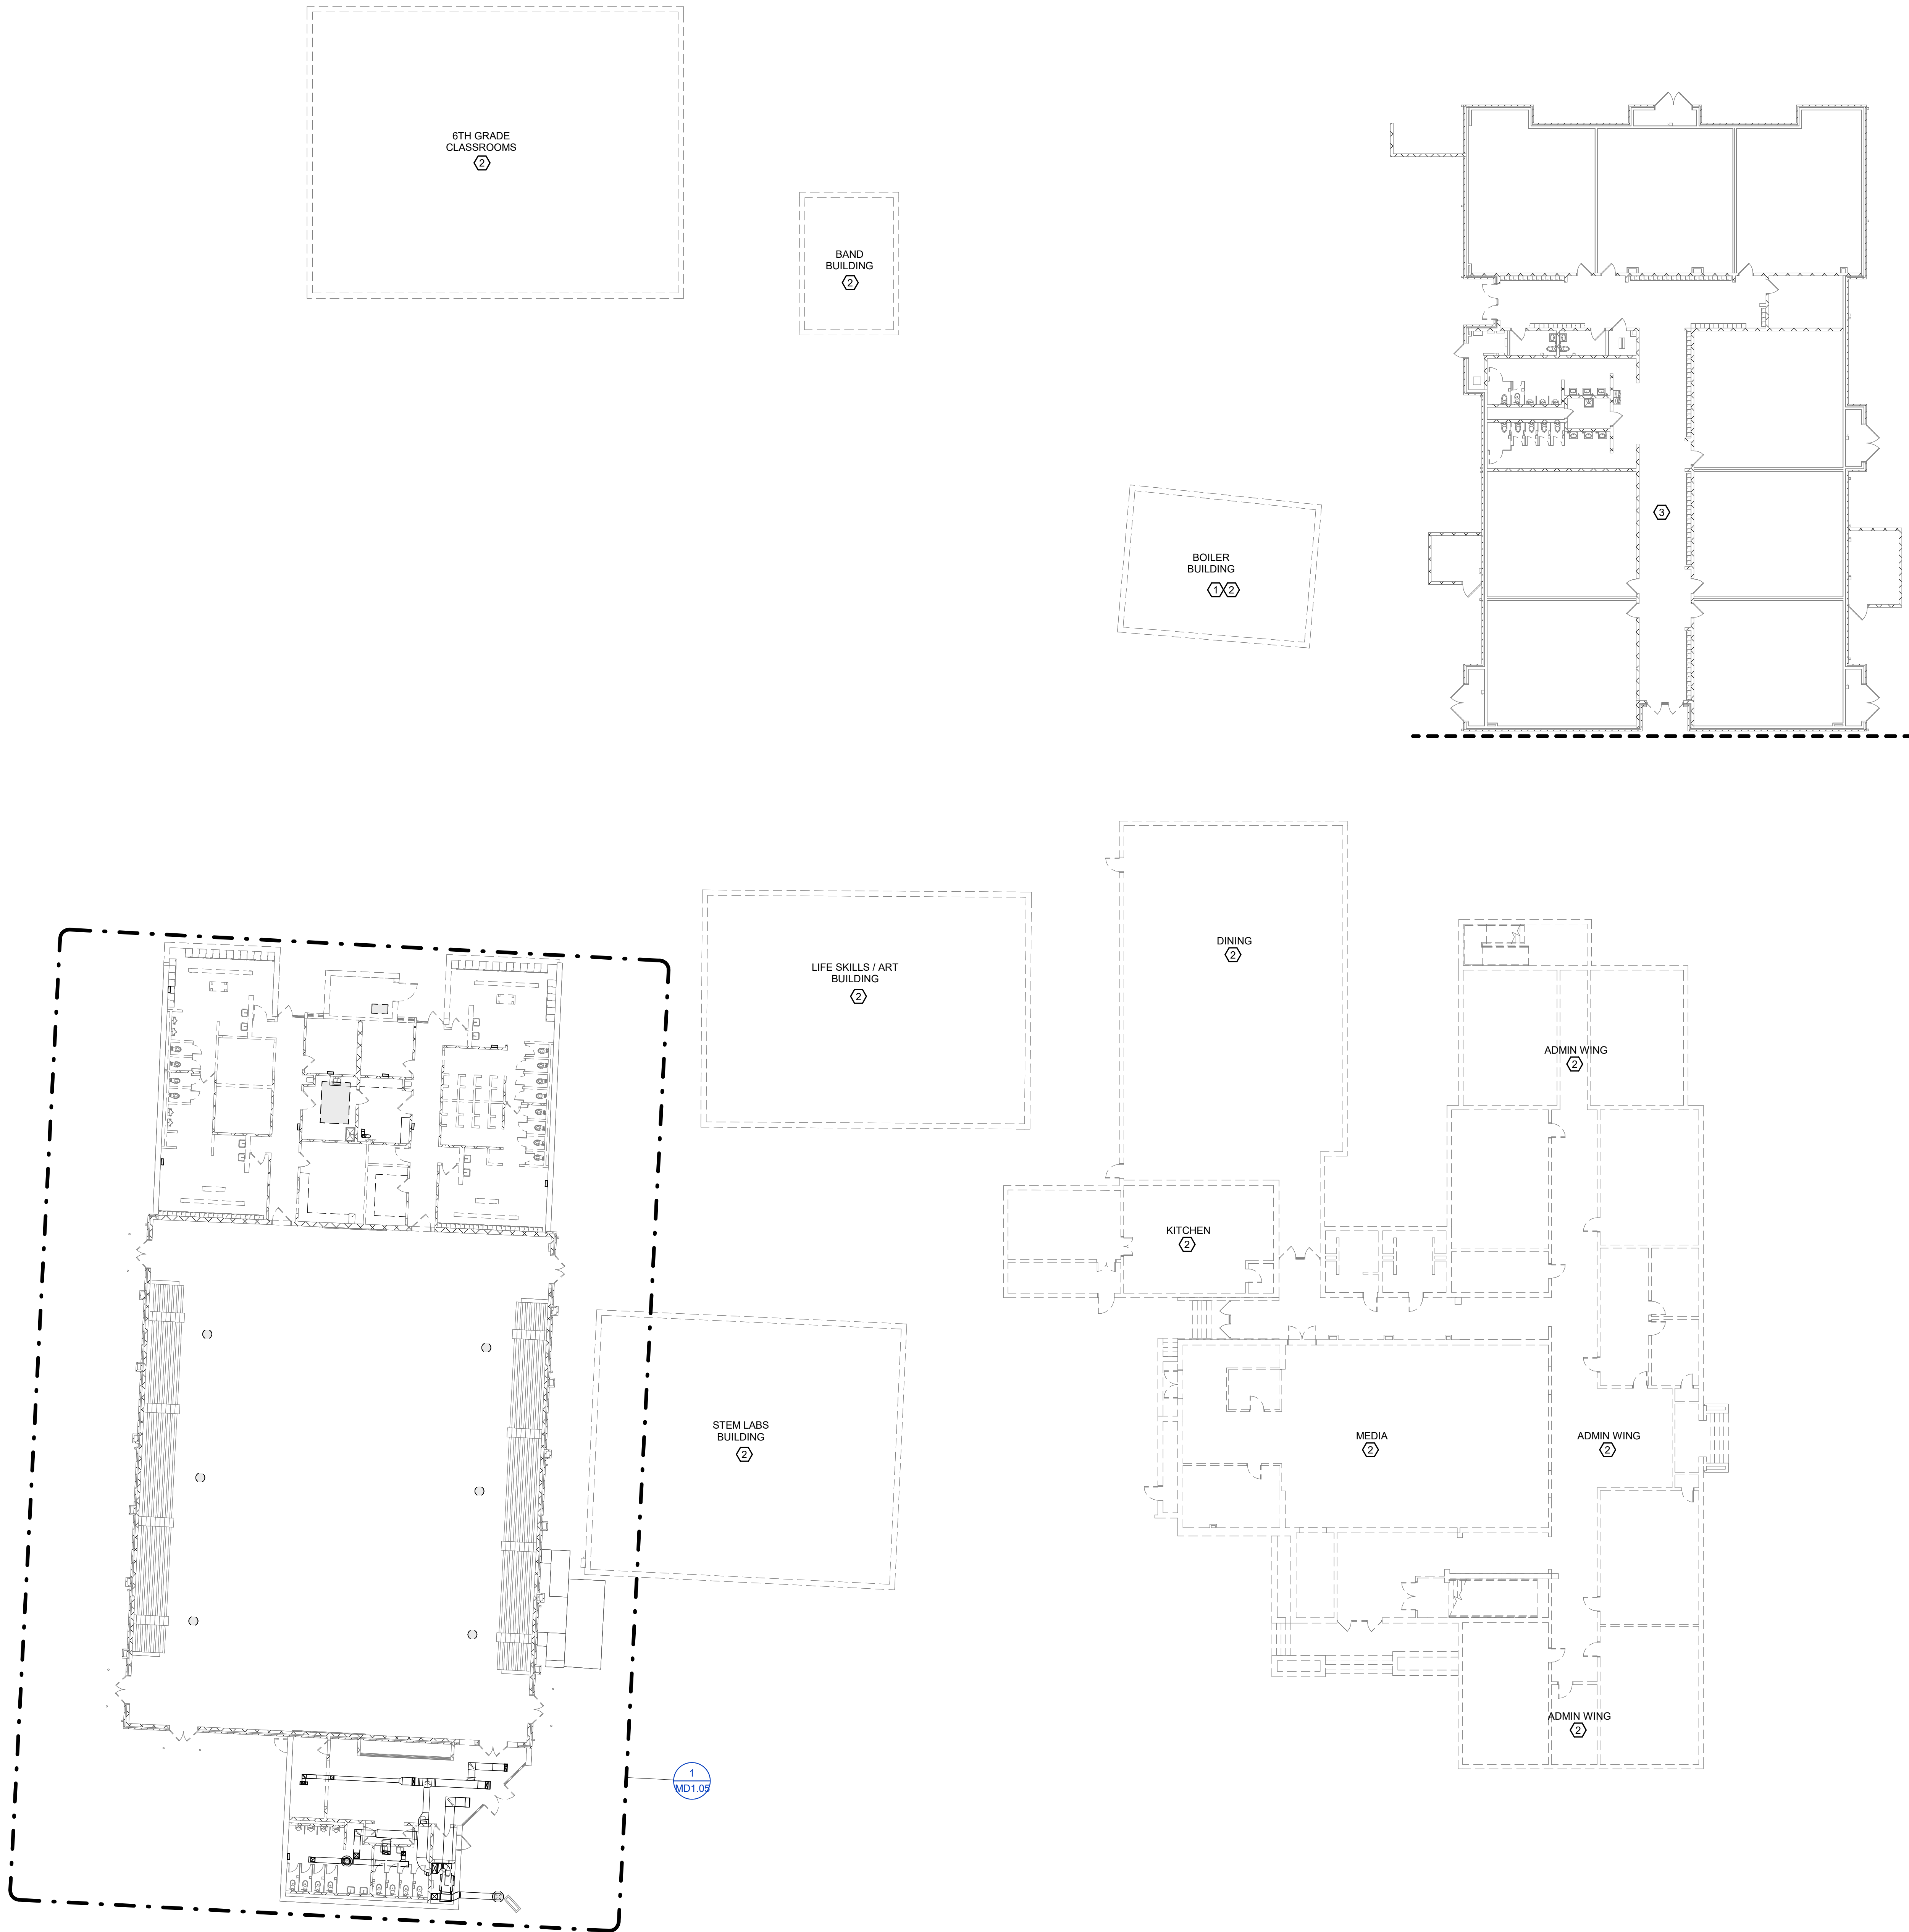 6TH GRADE
CLASSROOMS
2
BAND
BUILDING
2
BOILER
BUILDING
1 2
3
DINING
2
LIFE SKILLS / ART
BUILDING
2
ADMIN WING
2
KITCHEN
2
STEM LABS
BUILDING
2
MEDIA
2
ADMIN WING
2
ADMIN WING
2
1
MD1.05